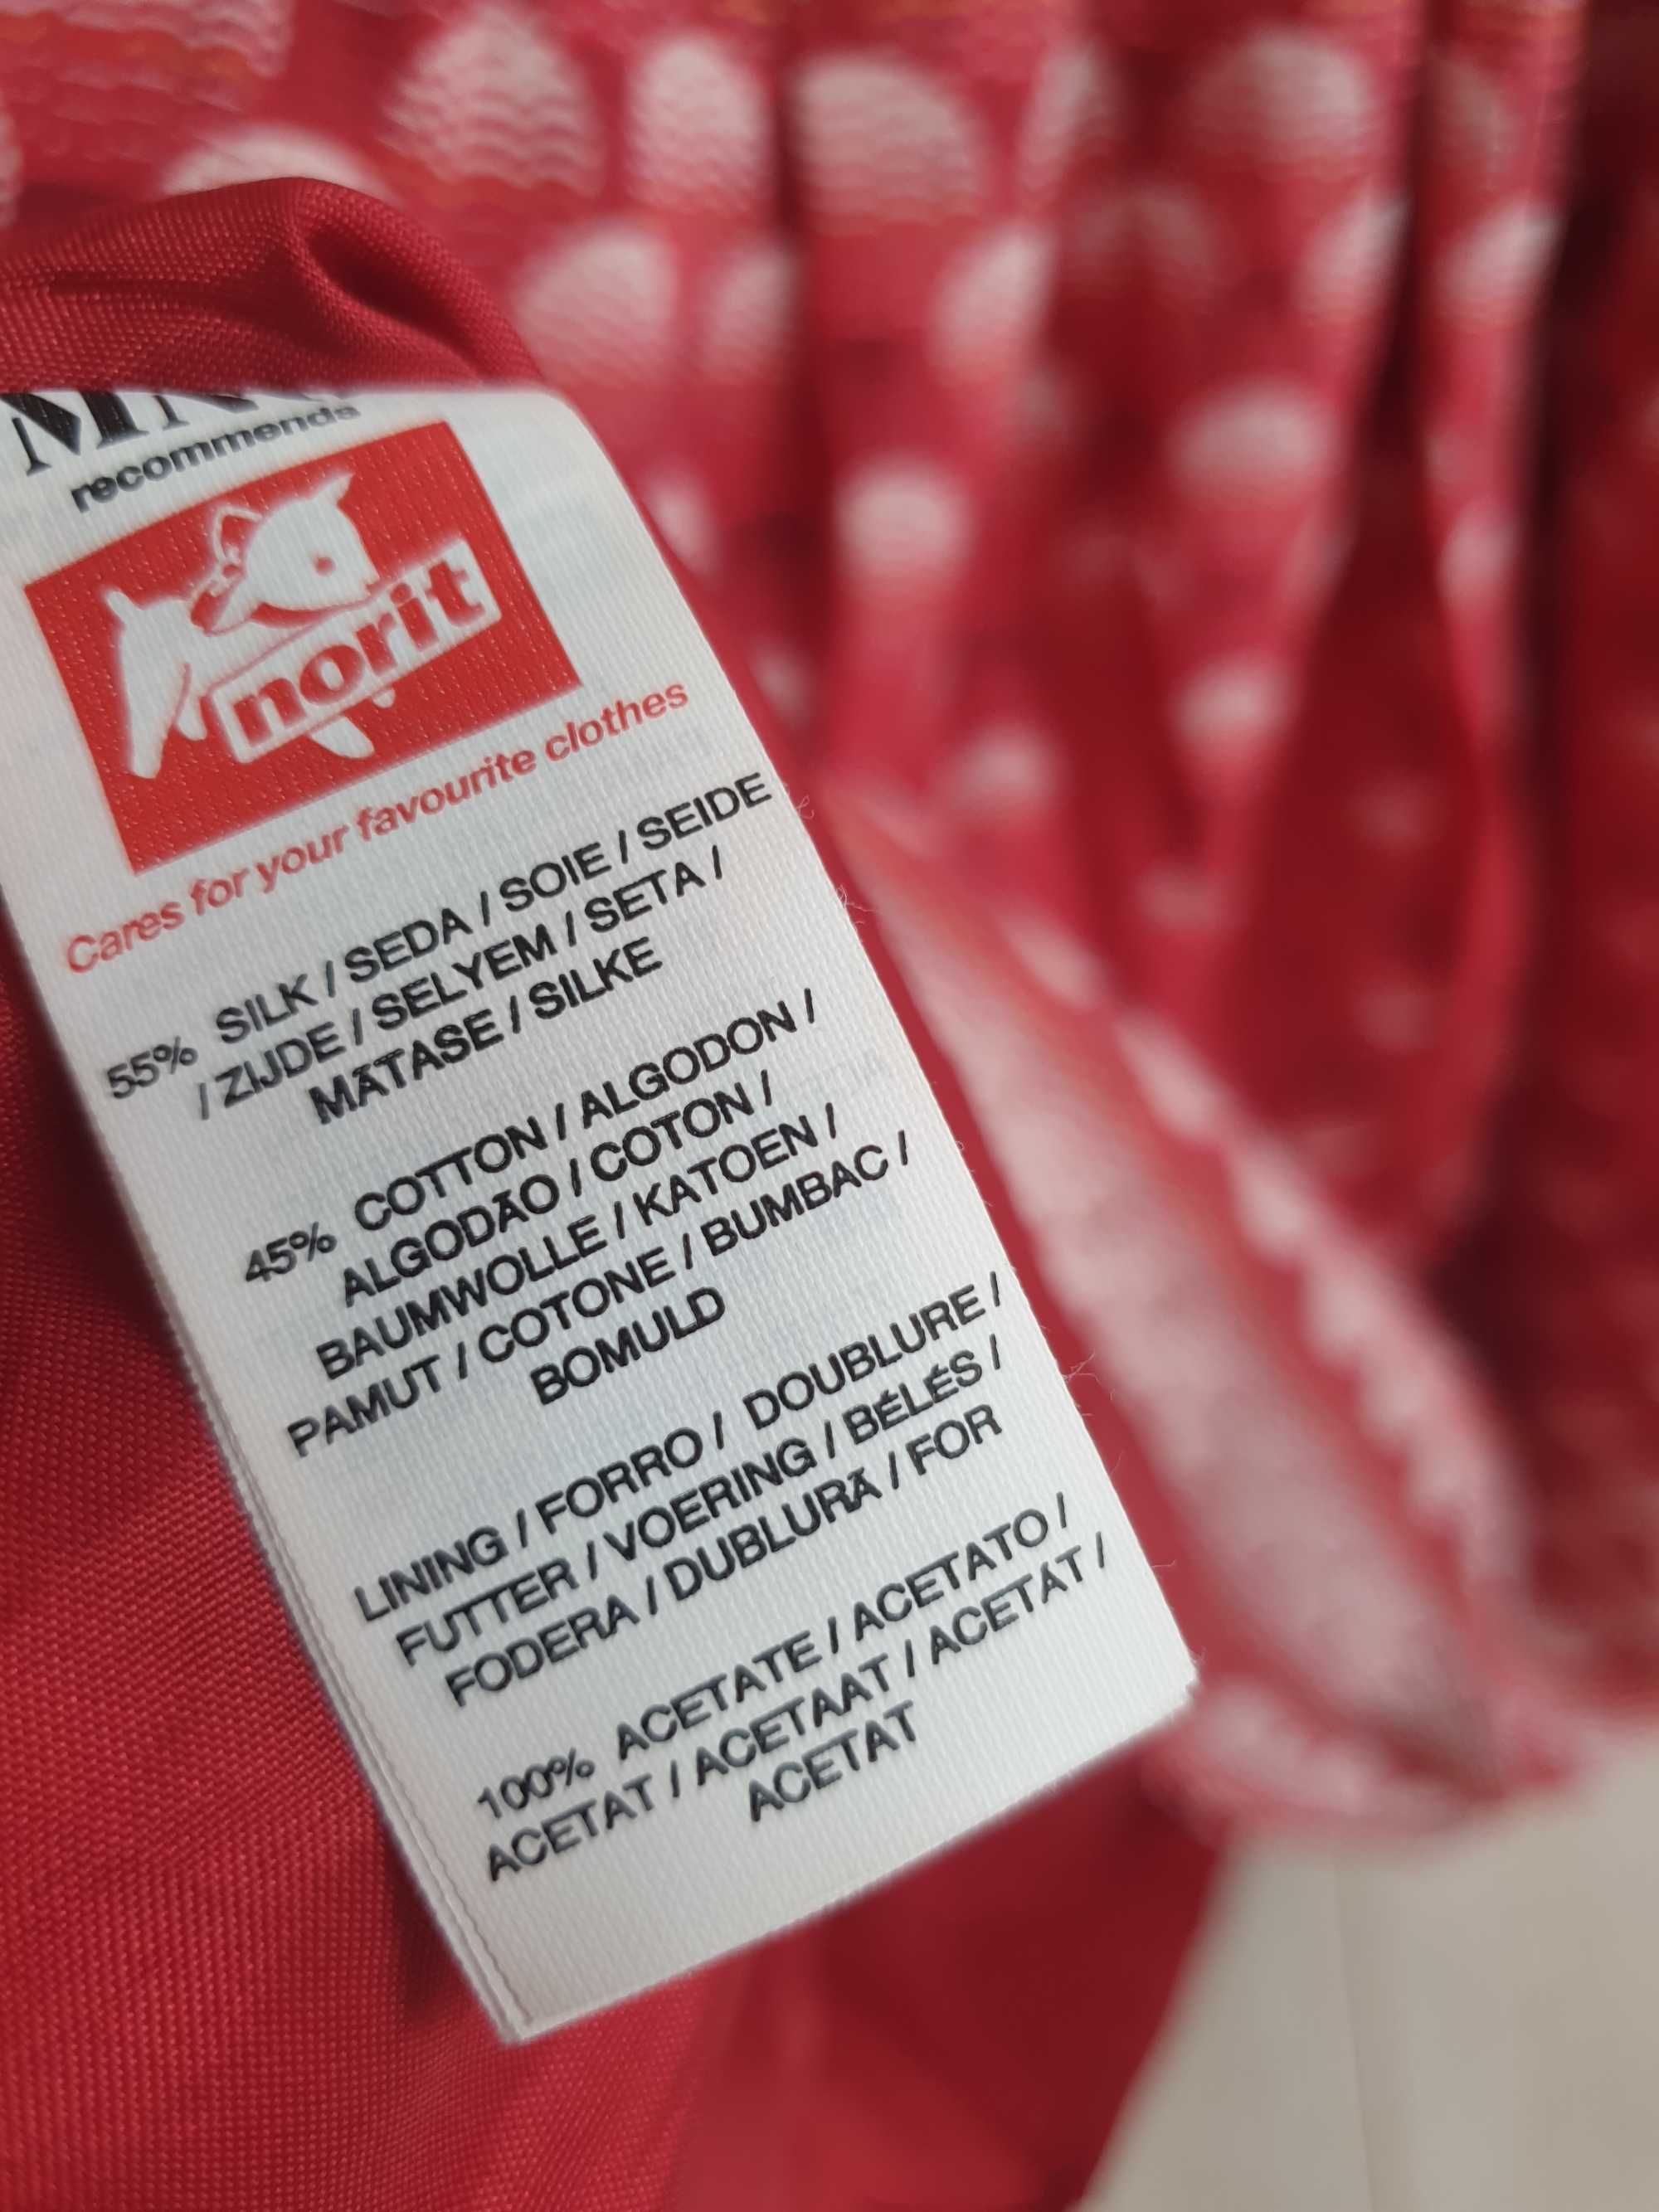 recommends
norit
Cares for your favourite clothes
55% SILK / SEDA / SOIE / SEIDE
/ ZIJDE / SELYEM / SETA /
MĀTASE / SILKE
45% COTTON / ALGODON /
ALGODÃO / COTON /
BAUMWOLLE / KATOEN /
PAMUT / COTONE / BUMBAC /
BOMULD
LINING / FORRO / DOUBLURE /
FUTTER / VOERING / BÉLÉS /
FODERA / DUBLURĀ / FOR
100% ACETATE / ACETATO /
ACETAT / ACETAAT / ACETAT /
ACETAT